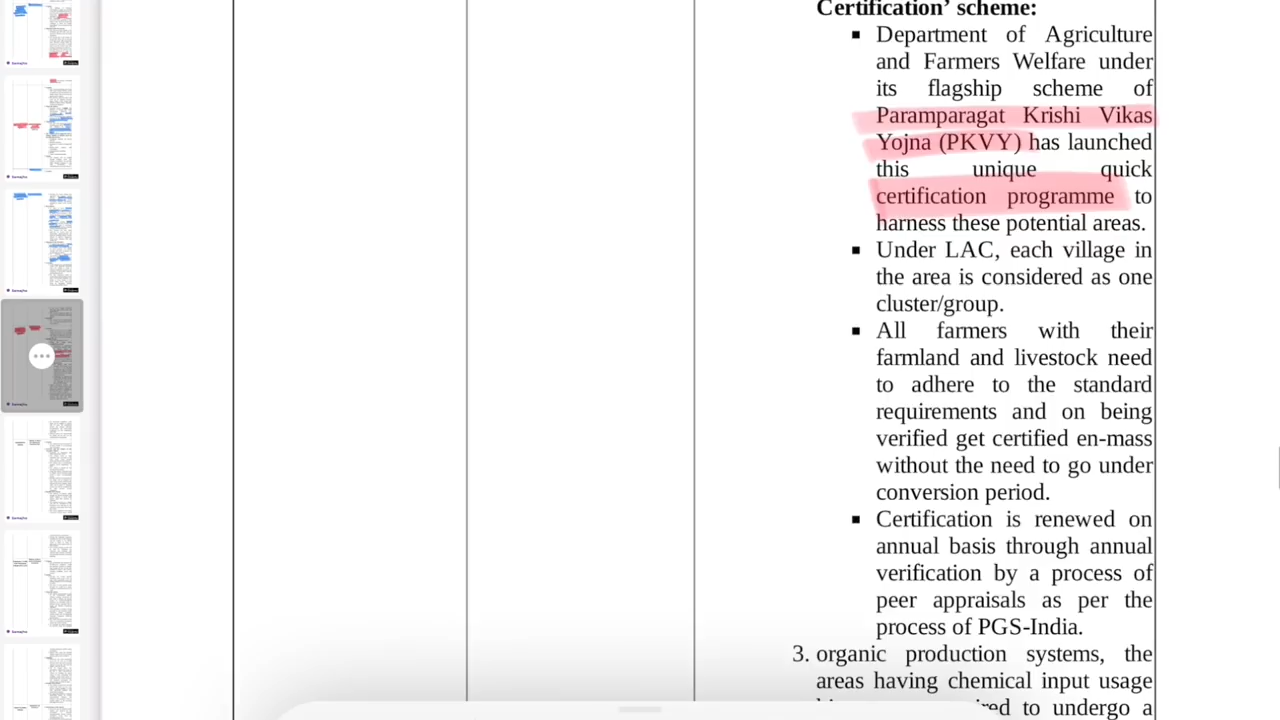 Certification’ scheme:
▪ Department of Agriculture
and Farmers Welfare under
its flagship scheme of
Paramparagat Krishi Vikas
Yojna (PKVY) has launched
this unique quick
certification programme to
harness these potential areas.
▪ Under LAC, each village in
the area is considered as one
cluster/group.
▪ All farmers with their
farmland and livestock need
to adhere to the standard
requirements and on being
verified get certified en-mass
without the need to go under
conversion period.
▪ Certification is renewed on
annual basis through annual
verification by a process of
peer appraisals as per the
process of PGS-India.
3. organic production systems, the
areas having chemical input usage
to undergo a